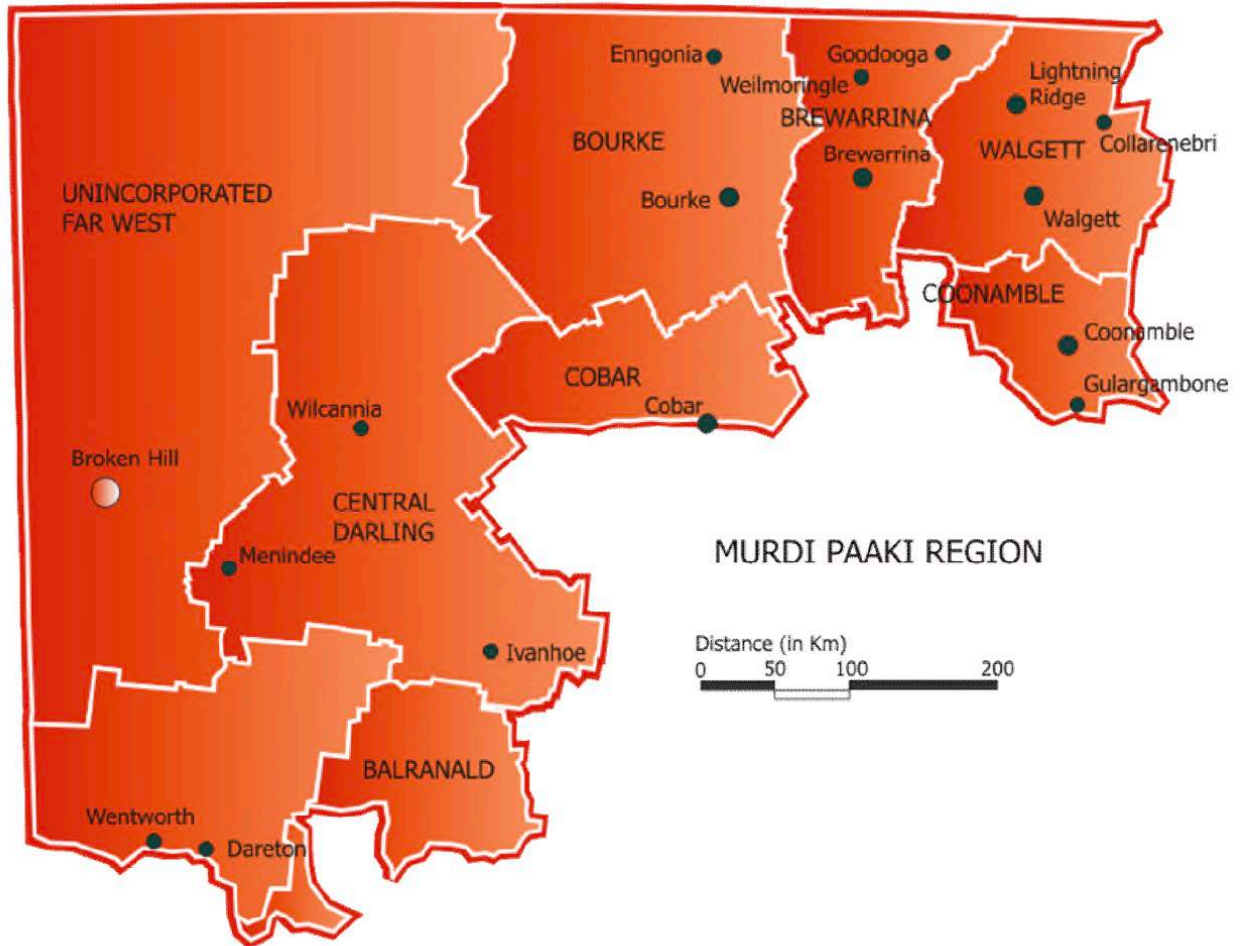 Enngonia
Goodooga
Weilmoringle
Lightning
Ridge
BREWARRINA
Collarenebri
BOURKE
WALGETT
Brewarrina
UNINCORPORATED
FAR WEST
Bourke
Walgett
COONAMBLE
Coonamble
COBAR
Gulargambone
Wilcannia
Cobar
Broken Hill
CENTRAL
DARLING
Menindee
MURDI PAAKI REGION
Ivanhoe
Distance (in Km)
0 50 100 200
BALRANALD
Wentworth
Dareton